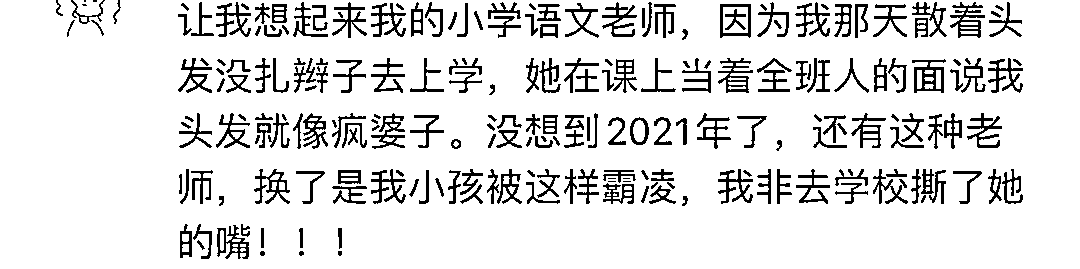 让我想起来我的小学语文老师，因为我那天散着头
发没扎辫子去上学，她在课上当着全班人的面说我
头发就像疯婆子。没想到2021年了，还有这种老
师，换了是我小孩被这样霸凌，我非去学校撕了她
的嘴！！！